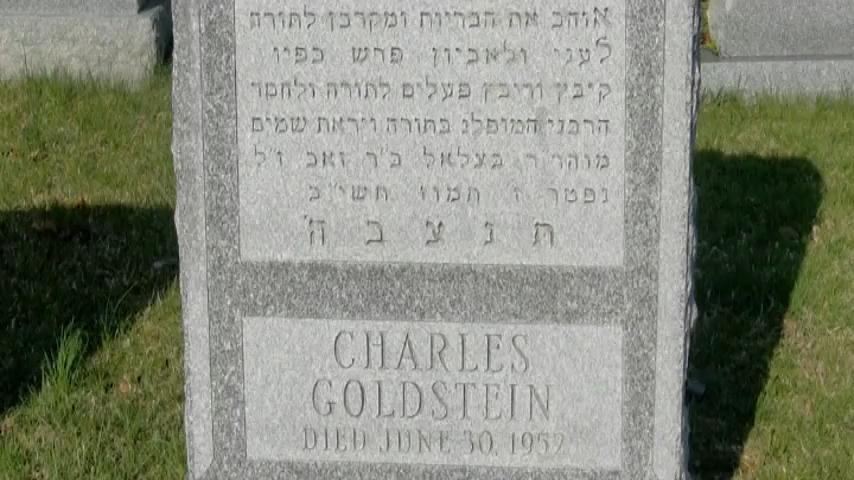 אוהב את הבריות ומקרבן לתורה
לעני ולאביון פרש כפיו
קיבץ וריבץ פעלים לתורה ולחסד
הרבני המופלג בתורה ויראת שמים
מוהר״ר בצלאל ב״ר זאב ז״ל
נפטר ז׳ תמוז תשי״ב
ת נ צ ב ה
CHARLES
GOLDSTEIN
DIED JUNE 30, 1952